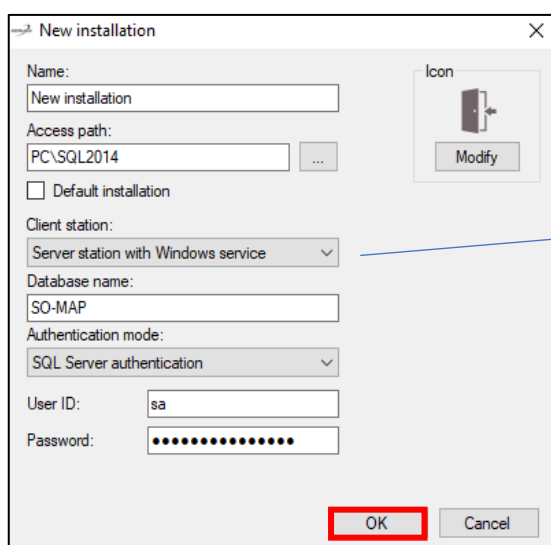 New installation
Name:
Icon
New installation
Access path:
PC\SQL2014
...
Modify
Default installation
Client station:
Server station with Windows service
Database name:
SO-MAP
Authentication mode:
SQL Server authentication
User ID:
sa
Password:
●●●●●●●●●●●●●●●
OK
Cancel